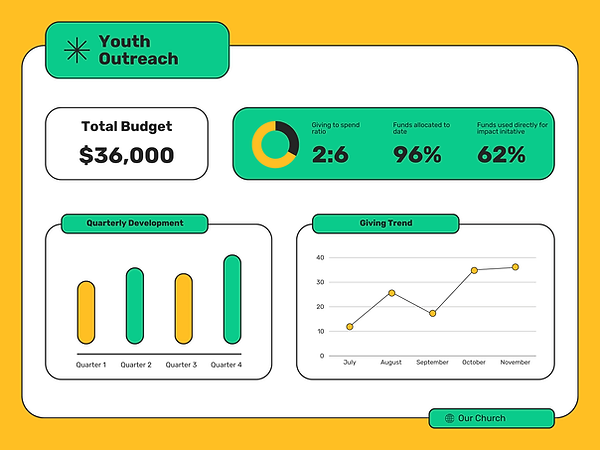 Youth
Outreach
Total Budget
$36,000
Giving to spend
ratio
2:6
Funds allocated to
date
96%
Funds used directly for
impact initative
62%
Quarterly Development
Quarter 1
Quarter 2
Quarter 3
Quarter 4
Giving Trend
40
30
20
10
0
July
August
September
October
November
Our Church